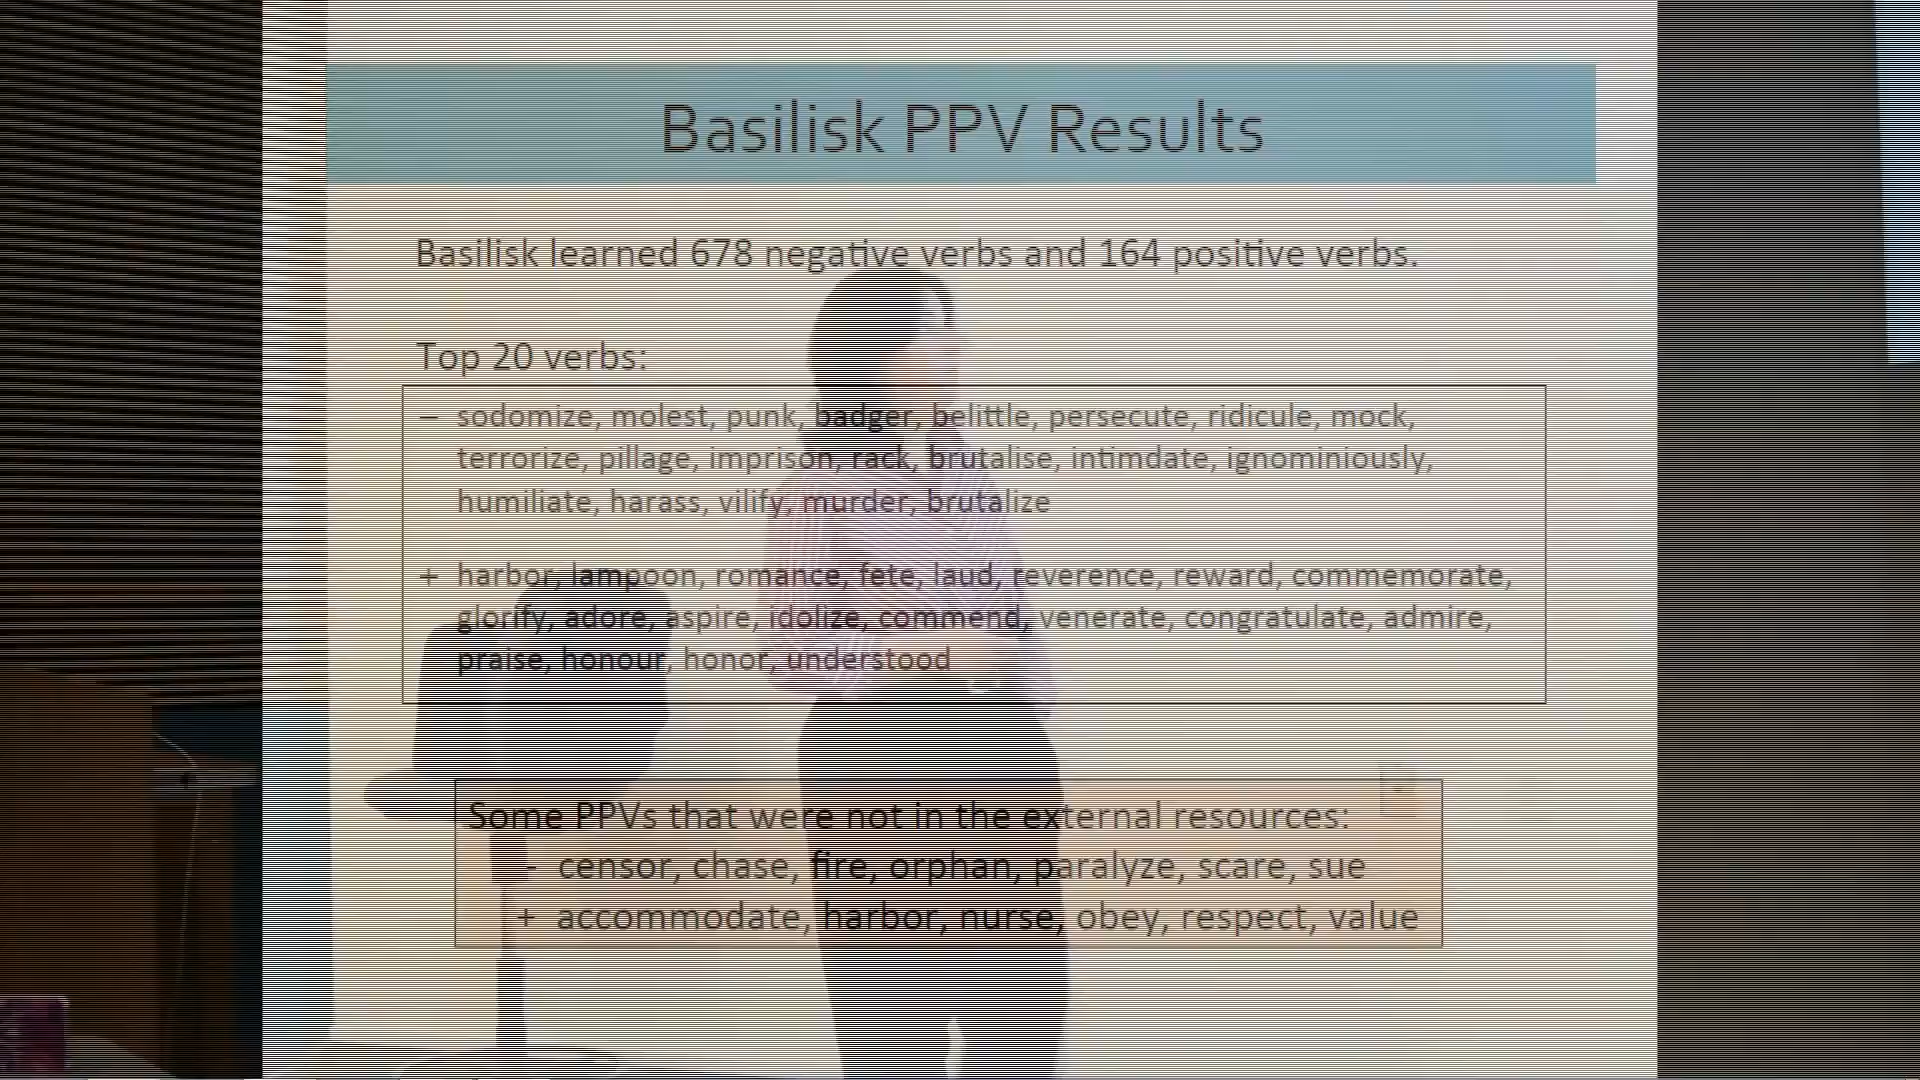 Basilisk PPV Results
Basilisk learned 678 negative verbs and 164 positive verbs.
Top 20 verbs:
– sodomize, molest, punk, badger, belittle, persecute, ridicule, mock,
terrorize, pillage, imprison, rack, brutalise, intimdate, ignominiously,
humiliate, harass, vilify, murder, brutalize
+ harbor, lampoon, romance, fete, laud, reverence, reward, commemorate,
glorify, adore, aspire, idolize, commend, venerate, congratulate, admire,
praise, honour, honor, understood
Some PPVs that were not in the external resources:
- censor, chase, fire, orphan, paralyze, scare, sue
+ accommodate, harbor, nurse, obey, respect, value